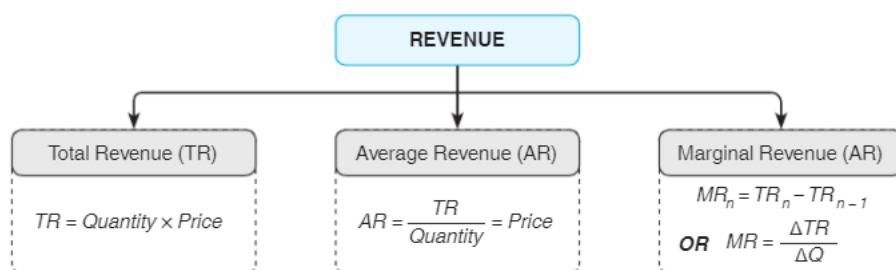 REVENUE
Total Revenue (TR)
TR = Quantity × Price
Average Revenue (AR)
AR = TR / Quantity = Price
Marginal Revenue (AR)
MRₙ = TRₙ – TRₙ ₋ ₁
OR MR = ΔTR / ΔQ